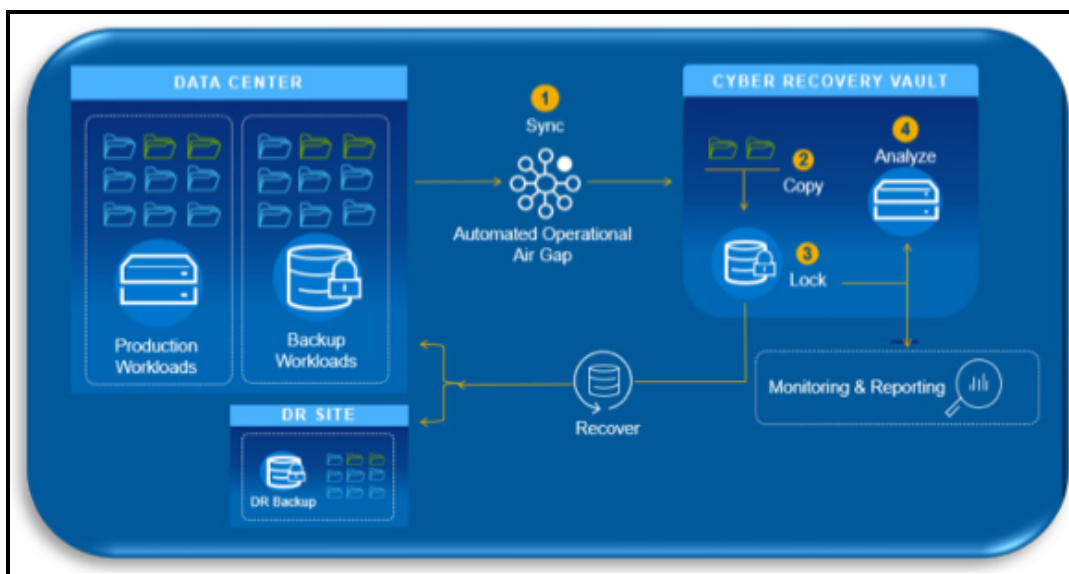 DATA CENTER
Production
Workloads
Backup
Workloads
1
Sync
Automated Operational
Air Gap
CYBER RECOVERY VAULT
2
Copy
3
Lock
4
Analyze
Monitoring & Reporting
Recover
DR SITE
DR Backup